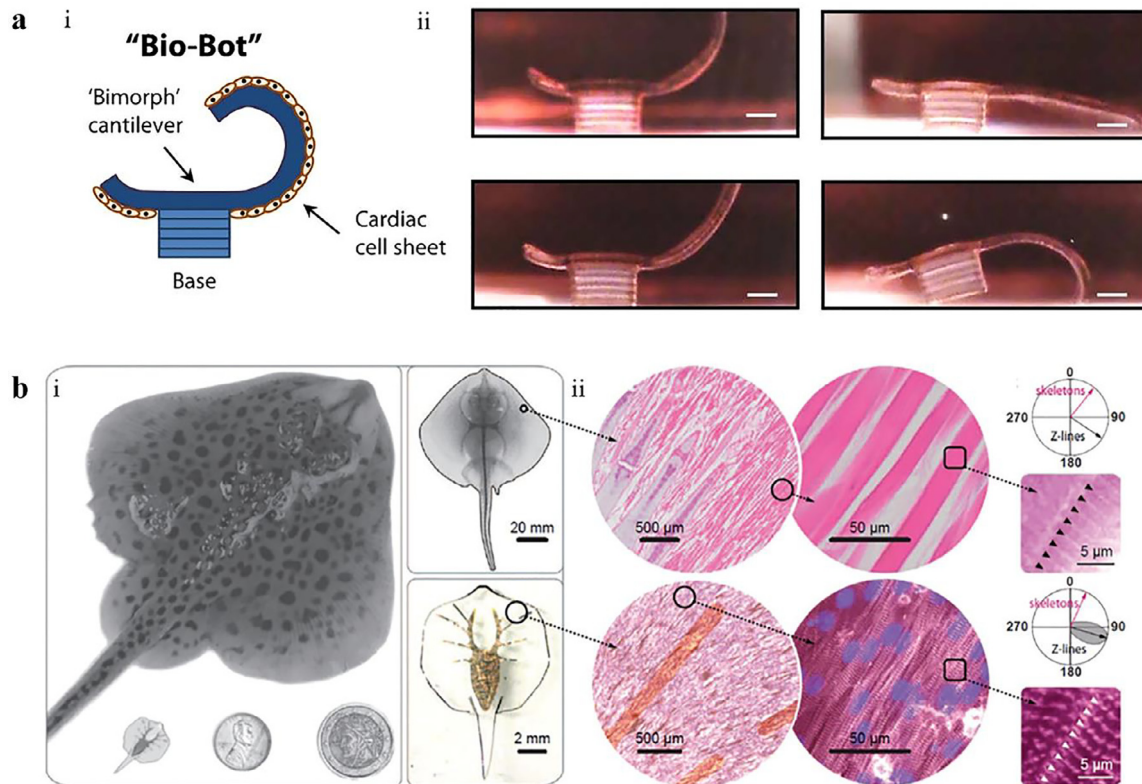 a
i
"Bio-Bot"
'Bimorph'
cantilever
Cardiac
cell sheet
Base
ii
b
i
20 mm
2 mm
ii
500 µm
50 µm
0
skeletons
270
90
Z-lines
180
5 µm
500 µm
50 µm
0
skeletons
270
90
Z-lines
180
5 µm